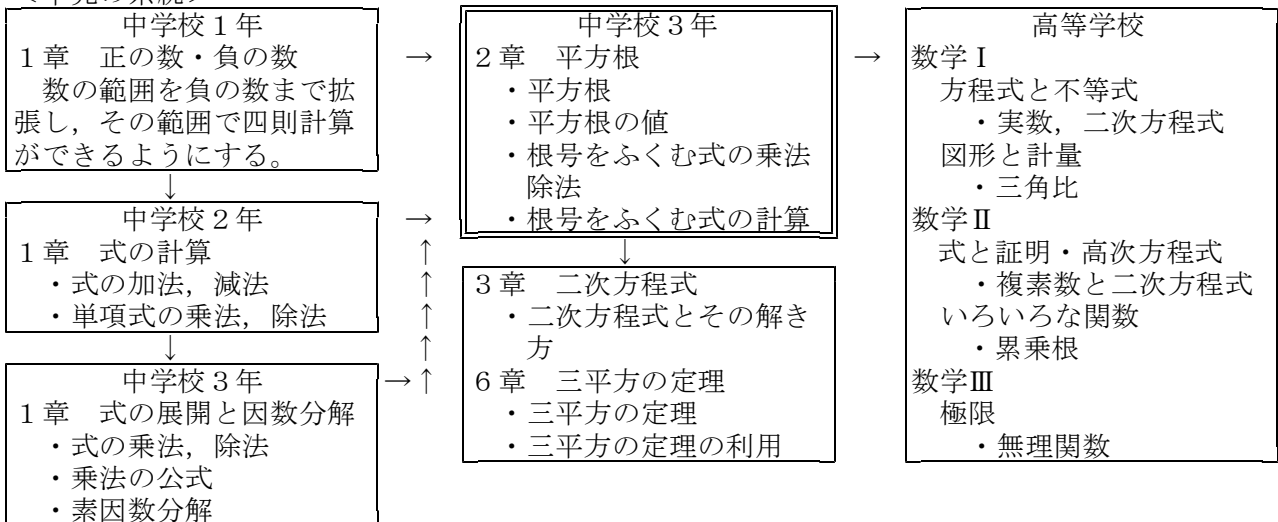 中学校1年
1章 正の数・負の数
数の範囲を負の数まで拡
張し，その範囲で四則計算
ができるようにする。
↓
中学校2年
1章 式の計算
・式の加法，減法
・単項式の乗法，除法
↓
中学校3年
1章 式の展開と因数分解
・式の乗法，除法
・乗法の公式
・素因数分解
→
→
↑
↑
↑
↑
→↑
中学校3年
2章 平方根
・平方根
・平方根の値
・根号をふくむ式の乗法
除法
・根号をふくむ式の計算
↓
3章 二次方程式
・二次方程式とその解き
方
6章 三平方の定理
・三平方の定理
・三平方の定理の利用
→
高等学校
数学Ⅰ
方程式と不等式
・実数，二次方程式
図形と計量
・三角比
数学Ⅱ
式と証明・高次方程式
・複素数と二次方程式
いろいろな関数
・累乗根
数学Ⅲ
極限
・無理関数